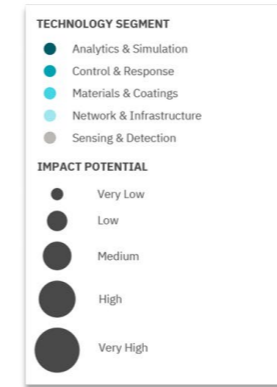 TECHNOLOGY SEGMENT
Analytics & Simulation
Control & Response
Materials & Coatings
Network & Infrastructure
Sensing & Detection
IMPACT POTENTIAL
Very Low
Low
Medium
High
Very High